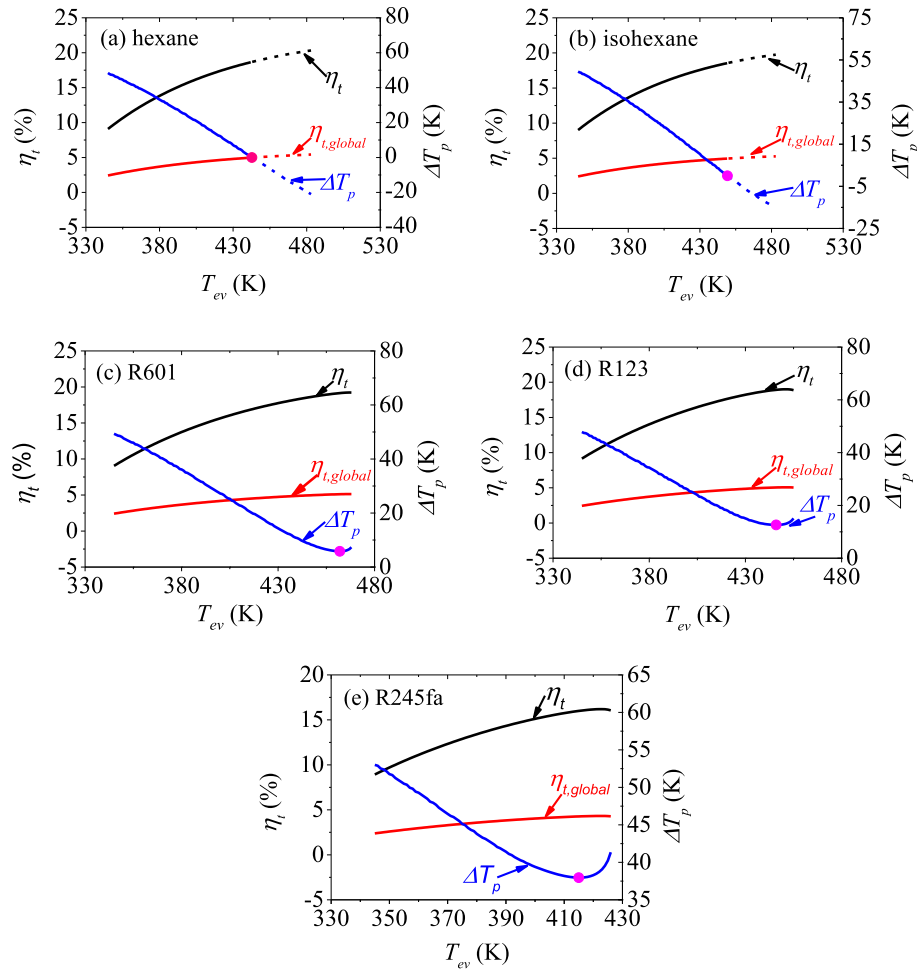 (a) hexane
η_t
η_t,global
ΔT_p
25
20
15
10
5
0
-5
η_t (%)
80
60
40
20
0
-20
-40
ΔT_p (K)
330 380 430 480 530
T_ev (K)
(b) isohexane
η_t
η_t,global
ΔT_p
25
20
15
10
5
0
-5
η_t (%)
75
55
35
15
-5
-25
ΔT_p (K)
330 380 430 480 530
T_ev (K)
(c) R601
η_t
η_t,global
ΔT_p
25
20
15
10
5
0
-5
η_t (%)
80
60
40
20
0
ΔT_p (K)
330 380 430 480
T_ev (K)
(d) R123
η_t
η_t,global
ΔT_p
25
20
15
10
5
0
-5
η_t (%)
80
60
40
20
0
ΔT_p (K)
330 380 430 480
T_ev (K)
(e) R245fa
η_t
η_t,global
ΔT_p
20
15
10
5
0
-5
η_t (%)
65
60
55
50
45
40
35
ΔT_p (K)
330 350 370 390 410 430
T_ev (K)